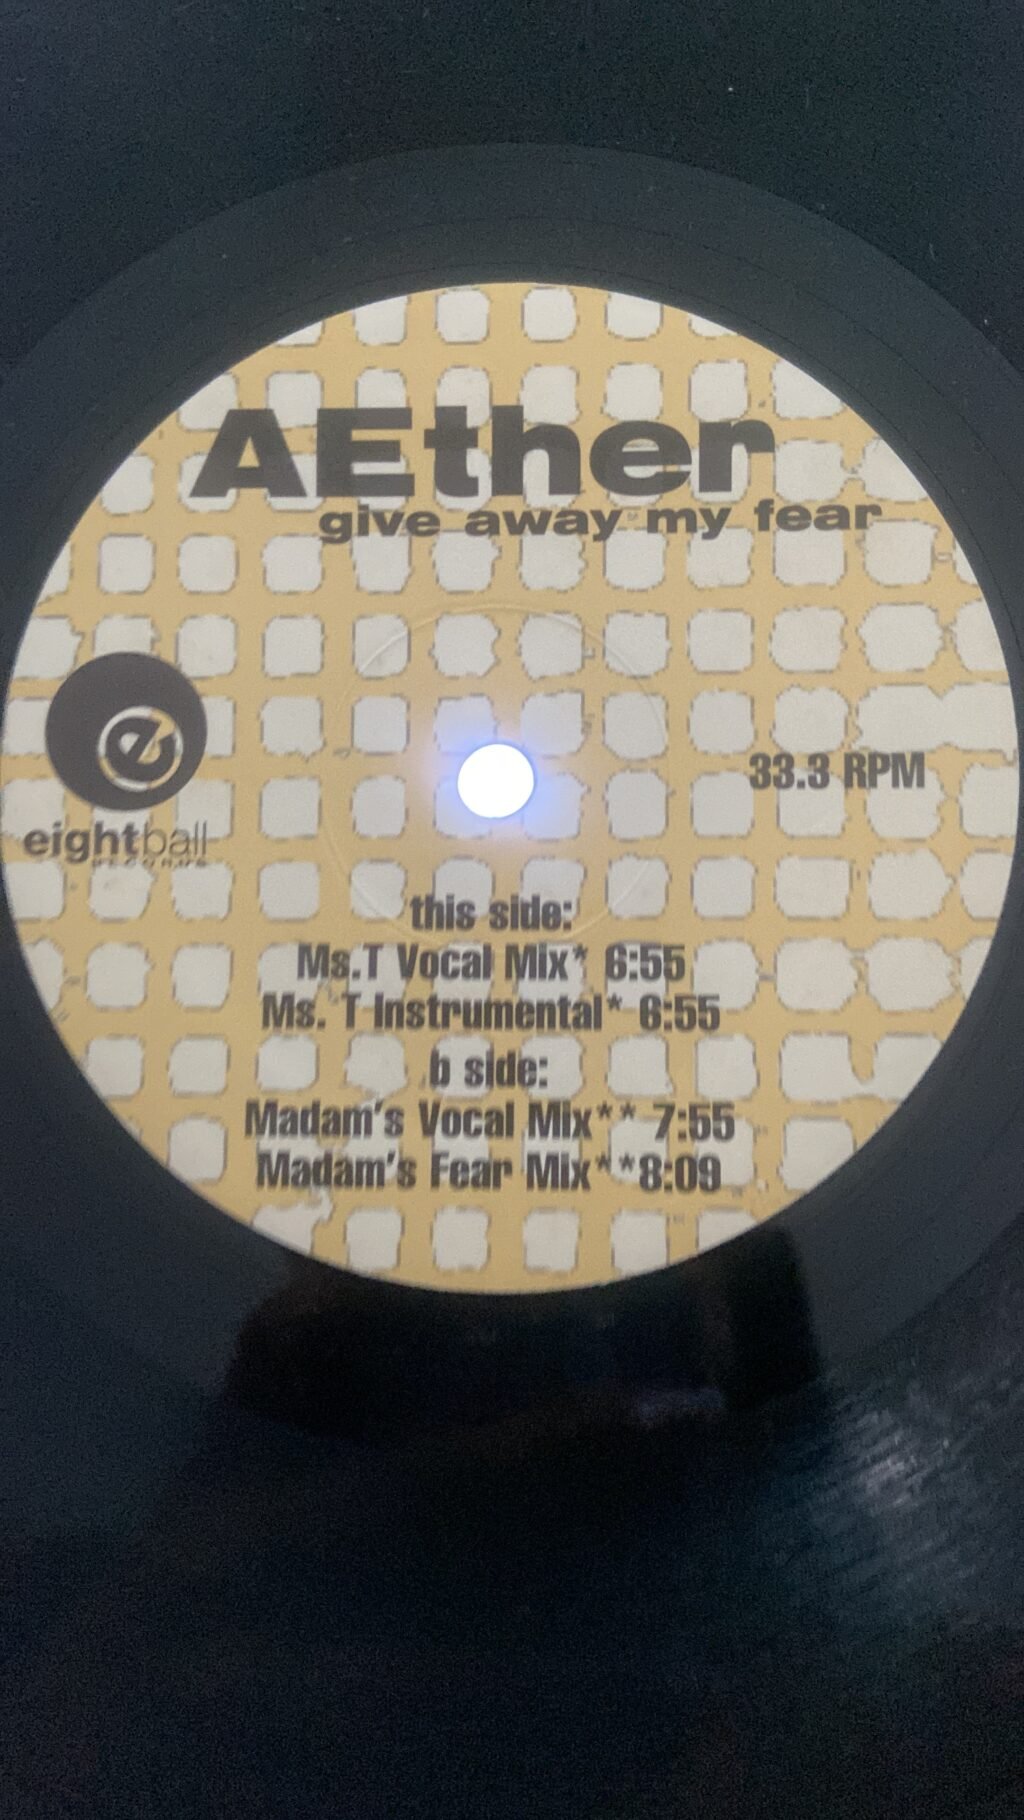 AEther
give away my fear
e
eightball
RECORDS
33.3 RPM
this side:
Ms.T Vocal Mix* 6:55
Ms. T Instrumental* 6:55
b side:
Madam's Vocal Mix** 7:55
Madam's Fear Mix**8:09